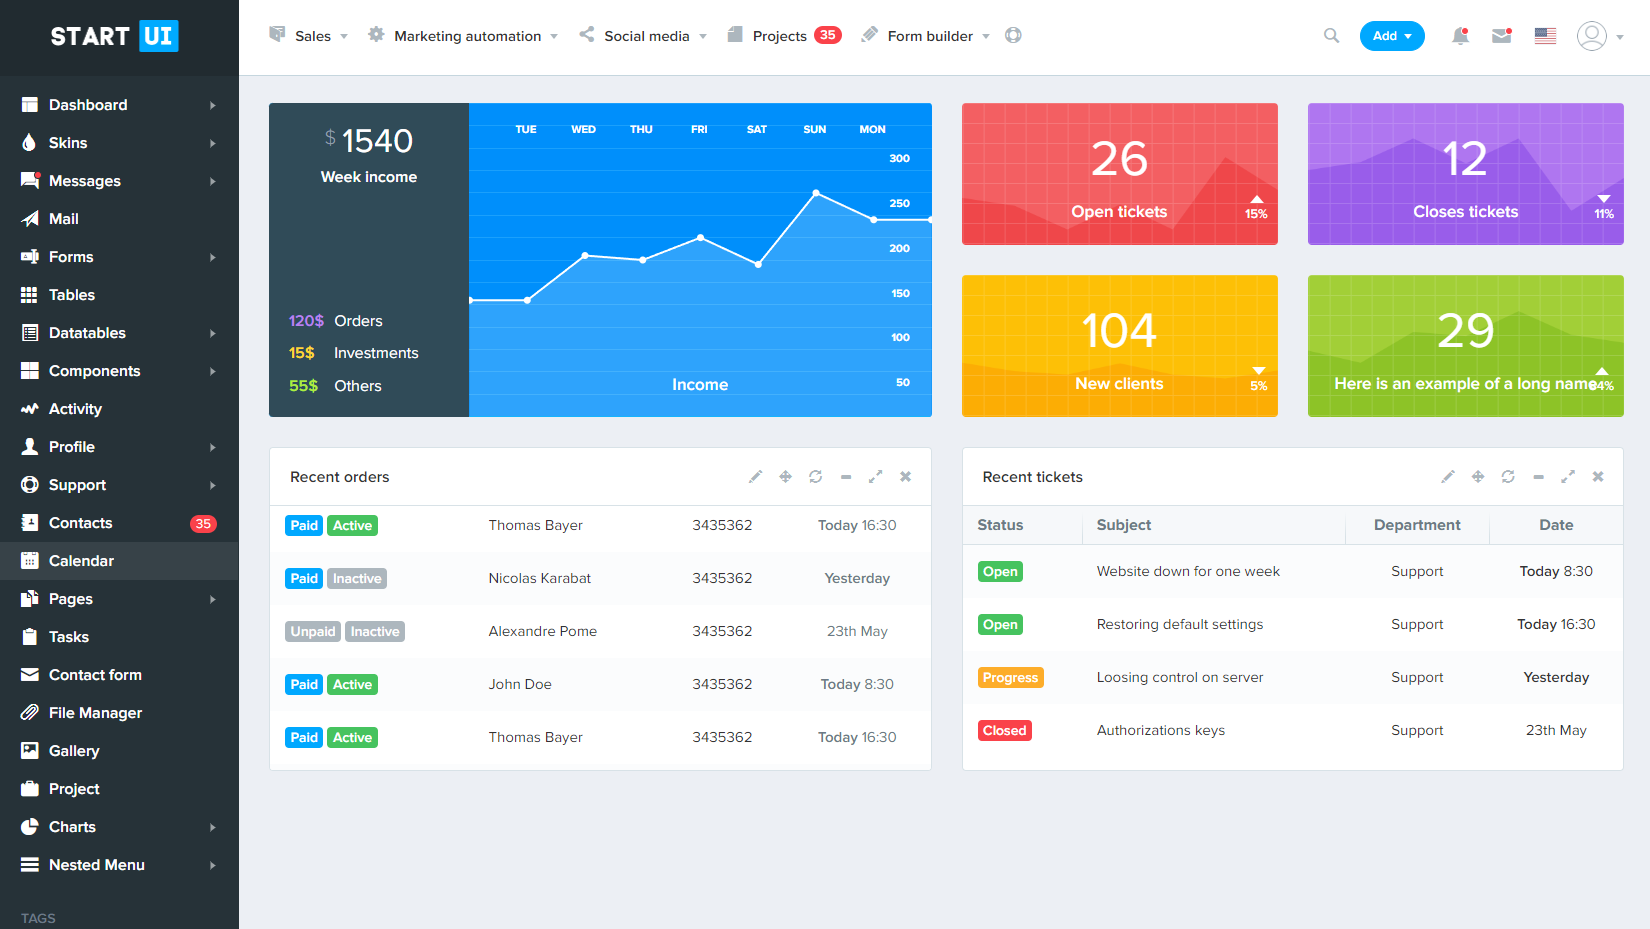 START UI
Sales
Marketing automation
Social media
Projects 35
Form builder
Add
Dashboard
Skins
Messages
Mail
Forms
Tables
Datatables
Components
Activity
Profile
Support
Contacts 35
Calendar
Pages
Tasks
Contact form
File Manager
Gallery
Project
Charts
Nested Menu
TAGS
$ 1540
Week income
120$ Orders
15$ Investments
55$ Others
TUE WED THU FRI SAT SUN MON
300
250
200
150
100
50
Income
26
Open tickets
15%
12
Closes tickets
11%
104
New clients
5%
29
Here is an example of a long name
Recent orders
Paid Active Thomas Bayer 3435362 Today 16:30
Paid Inactive Nicolas Karabat 3435362 Yesterday
Unpaid Inactive Alexandre Pome 3435362 23th May
Paid Active John Doe 3435362 Today 8:30
Paid Active Thomas Bayer 3435362 Today 16:30
Recent tickets
Status Subject Department Date
Open Website down for one week Support Today 8:30
Open Restoring default settings Support Today 16:30
Progress Loosing control on server Support Yesterday
Closed Authorizations keys Support 23th May